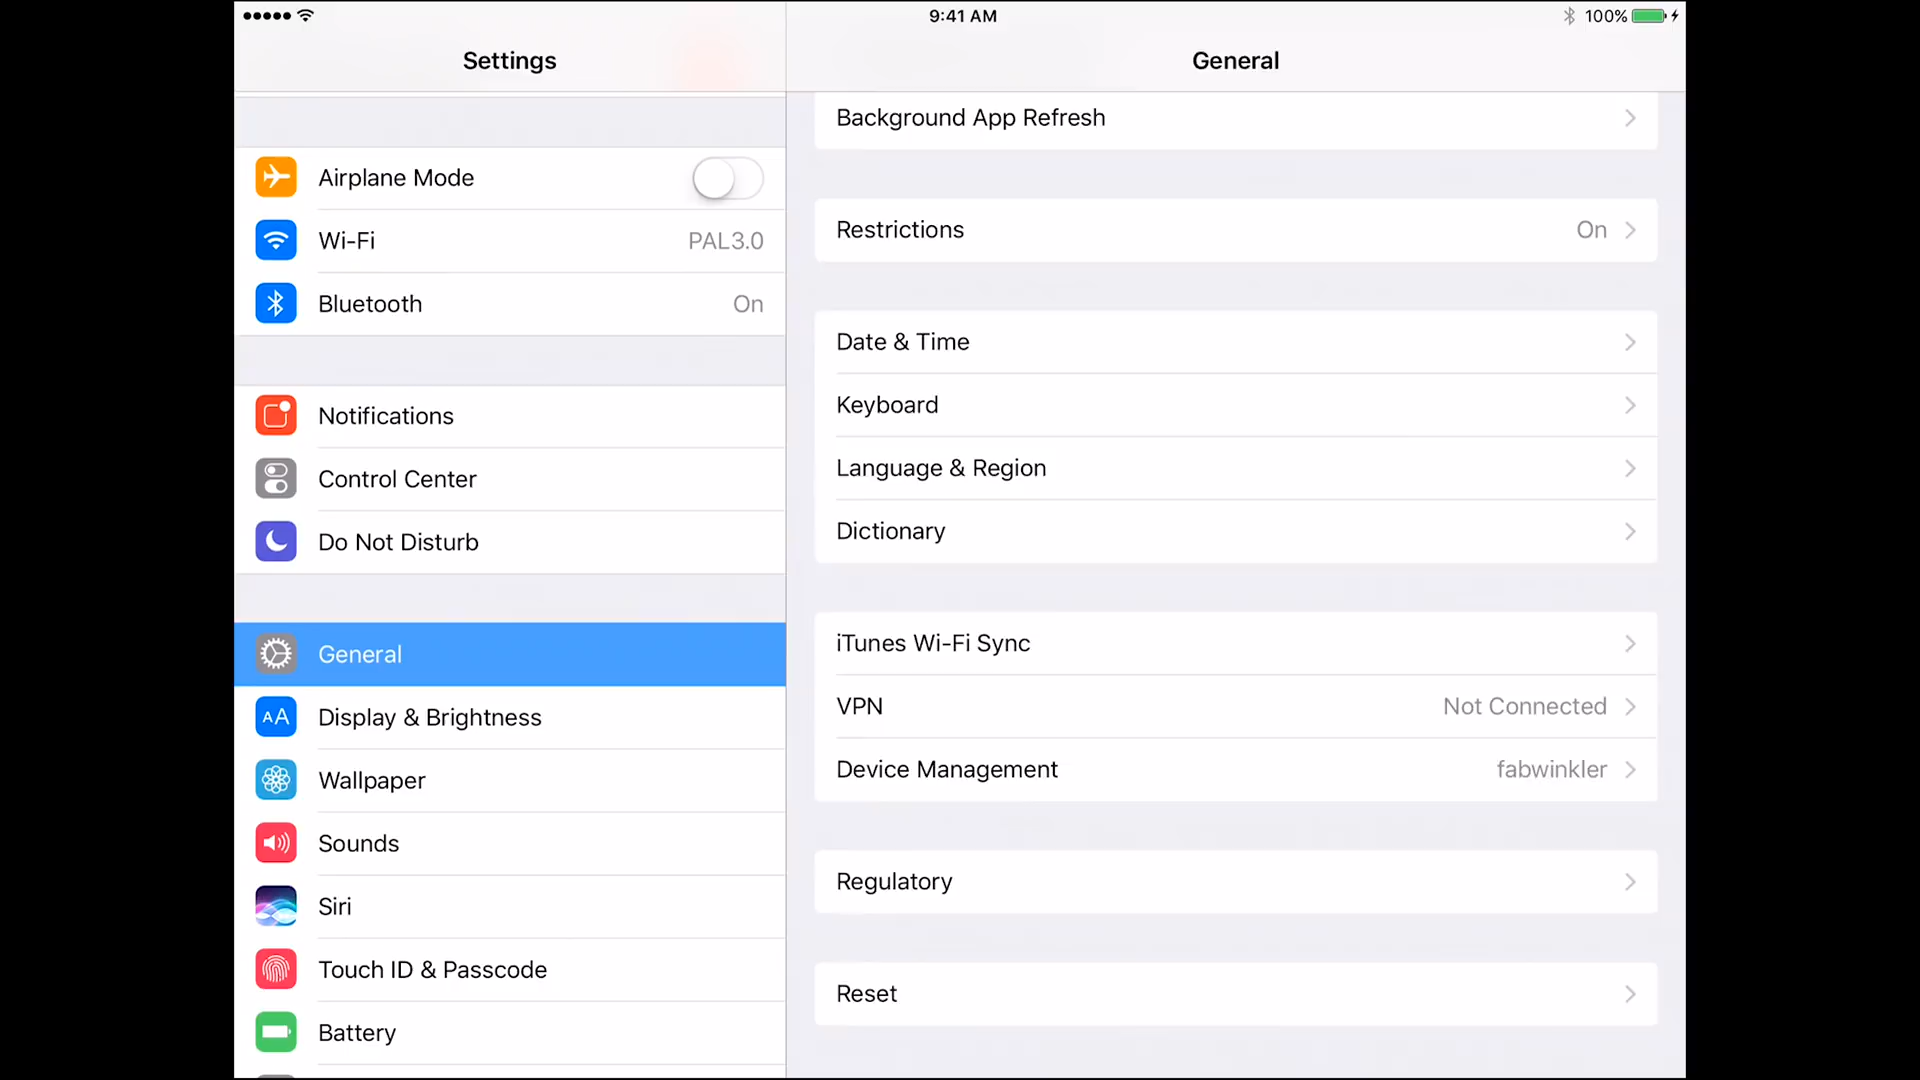 9:41 AM
100%
Settings
General
Airplane Mode
Wi-Fi PAL3.0
Bluetooth On
Notifications
Control Center
Do Not Disturb
General
AA Display & Brightness
Wallpaper
Sounds
Siri
Touch ID & Passcode
Battery
Background App Refresh
Restrictions On
Date & Time
Keyboard
Language & Region
Dictionary
iTunes Wi-Fi Sync
VPN Not Connected
Device Management fabwinkler
Regulatory
Reset